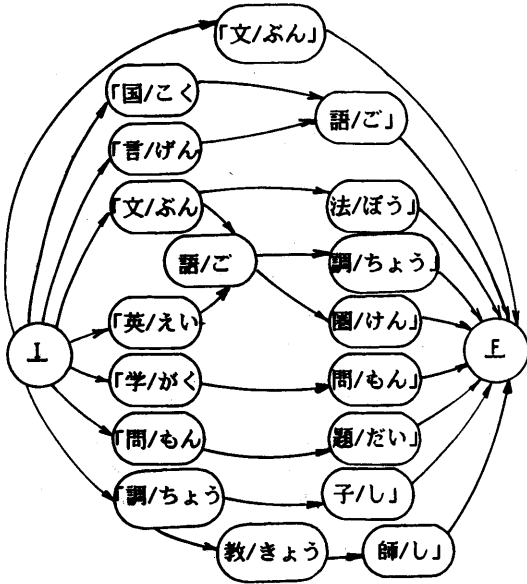 「文/ぶん」
「国/こく
語/ご」
「言/げん
「文/ぶん
法/ぼう」
語/ご
調/ちょう」
「英/えい
圏/けん」
I
F
「学/がく
問/もん」
「問/もん
題/だい」
「調/ちょう
子/し」
教/きょう
師/し」